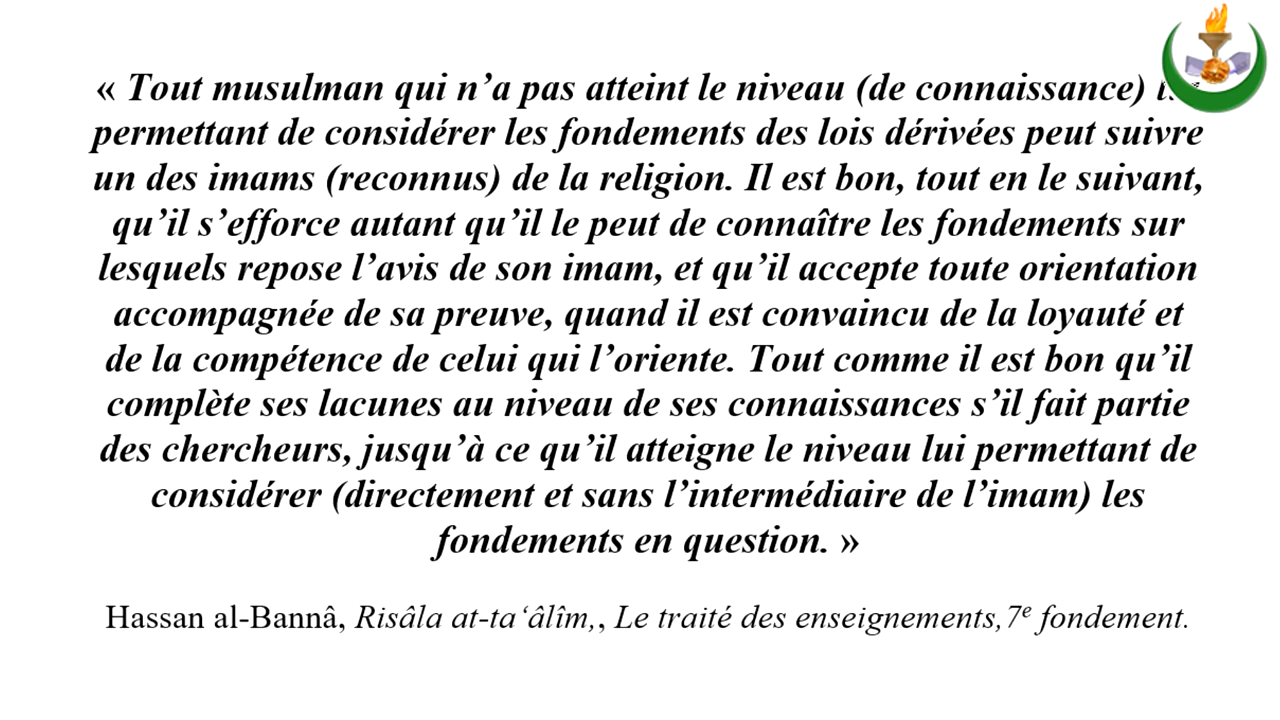 « Tout musulman qui n’a pas atteint le niveau (de connaissance)
permettant de considérer les fondements des lois dérivées peut suivre
un des imams (reconnus) de la religion. Il est bon, tout en le suivant,
qu’il s’efforce autant qu’il le peut de connaître les fondements sur
lesquels repose l’avis de son imam, et qu’il accepte toute orientation
accompagnée de sa preuve, quand il est convaincu de la loyauté et
de la compétence de celui qui l’oriente. Tout comme il est bon qu’il
complète ses lacunes au niveau de ses connaissances s’il fait partie
des chercheurs, jusqu’à ce qu’il atteigne le niveau lui permettant de
considérer (directement et sans l’intermédiaire de l’imam) les
fondements en question. »
Hassan al-Bannâ, Risâla at-ta‘âlîm,, Le traité des enseignements,7e fondement.